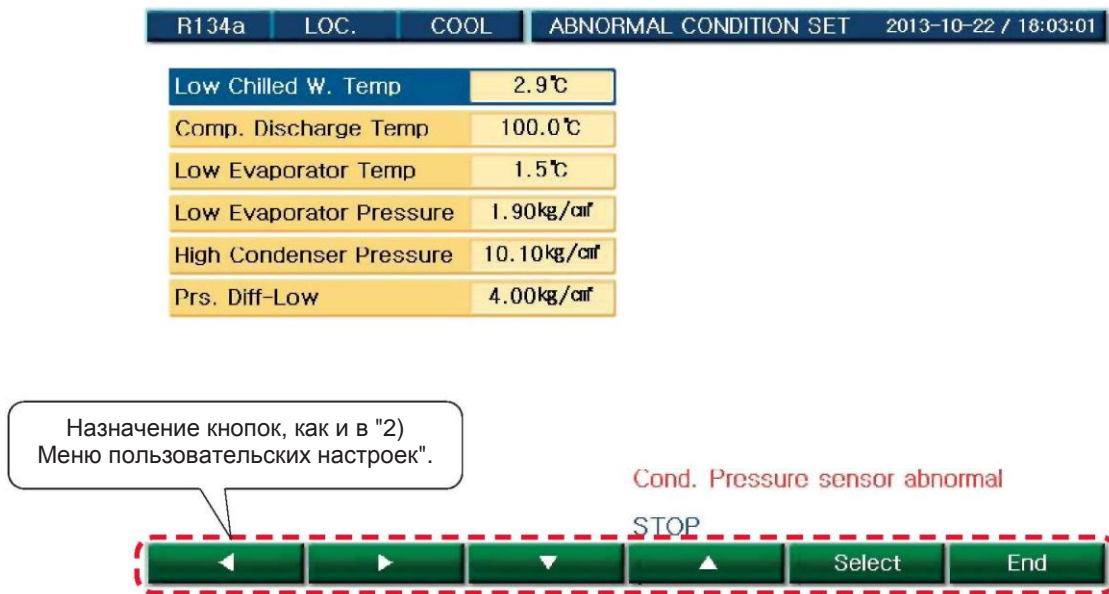 R134a LOC. COOL ABNORMAL CONDITION SET 2013-10-22 / 18:03:01
Low Chilled W. Temp 2.9℃
Comp. Discharge Temp 100.0℃
Low Evaporator Temp 1.5℃
Low Evaporator Pressure 1.90kg/㎠
High Condenser Pressure 10.10kg/㎠
Prs. Diff-Low 4.00kg/㎠
Назначение кнопок, как и в "2)
Меню пользовательских настроек".
Cond. Pressure sensor abnormal
STOP
◀ ▶ ▼ ▲ Select End